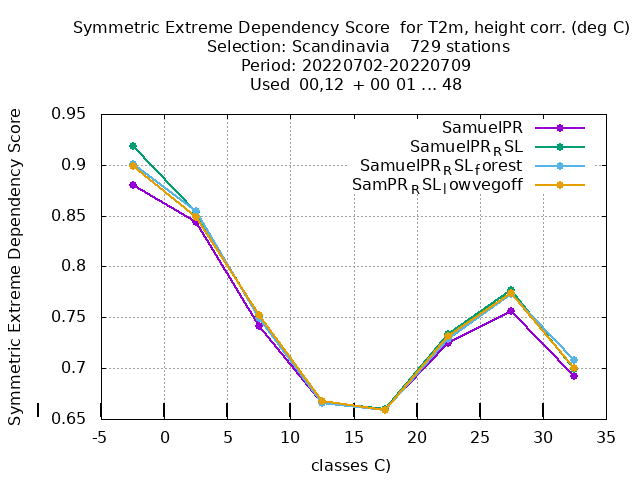 Symmetric Extreme Dependency Score for T2m, height corr. (deg C)
Selection: Scandinavia 729 stations
Period: 20220702-20220709
Used 00,12 + 00 01 ... 48
Symmetric Extreme Dependency Score
0.95
0.9
0.85
0.8
0.75
0.7
0.65
SamuelPR
SamuelPR_RSL
SamuelPR_RSL_forest
SamPR_RSL_lowvegoff
-5 0 5 10 15 20 25 30 35
classes C)